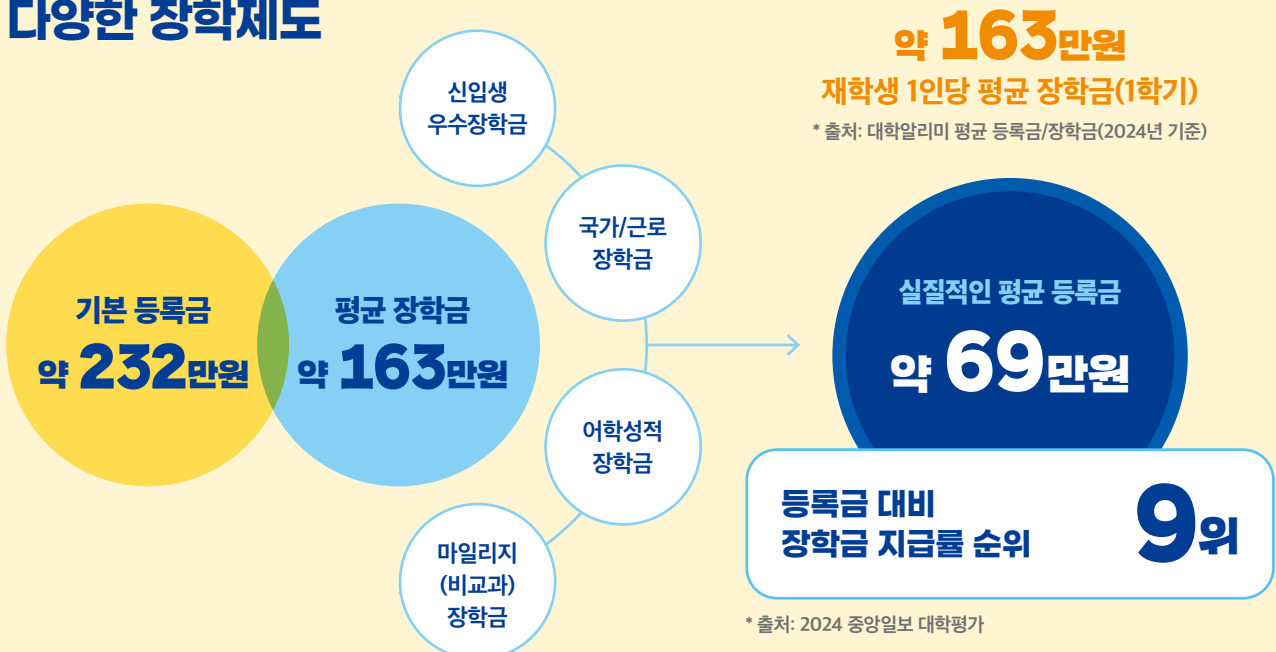 다양한 장학제도
약 163만원
재학생 1인당 평균 장학금(1학기)
* 출처: 대학알리미 평균 등록금/장학금(2024년 기준)
기본 등록금
약 232만원
평균 장학금
약 163만원
신입생
우수장학금
국가/근로
장학금
어학성적
장학금
마일리지
(비교과)
장학금
실질적인 평균 등록금
약 69만원
등록금 대비
장학금 지급률 순위
9위
* 출처: 2024 중앙일보 대학평가